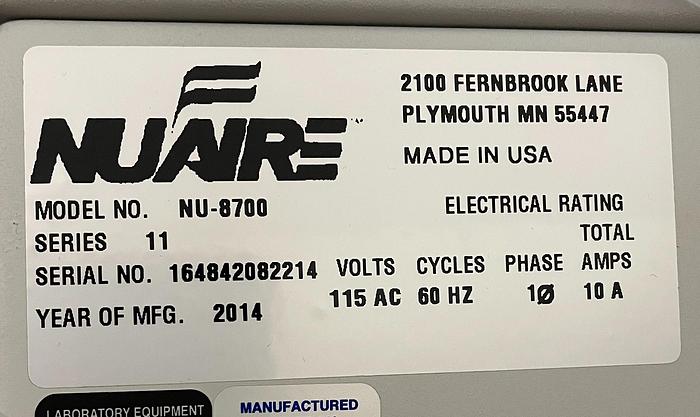 NUAIRE
2100 FERNBROOK LANE
PLYMOUTH MN 55447
MADE IN USA
MODEL NO. NU-8700
SERIES 11
SERIAL NO. 164842082214
YEAR OF MFG. 2014
ELECTRICAL RATING
TOTAL
VOLTS CYCLES PHASE AMPS
115 AC 60 HZ 1Ø 10 A
LABORATORY EQUIPMENT
MANUFACTURED